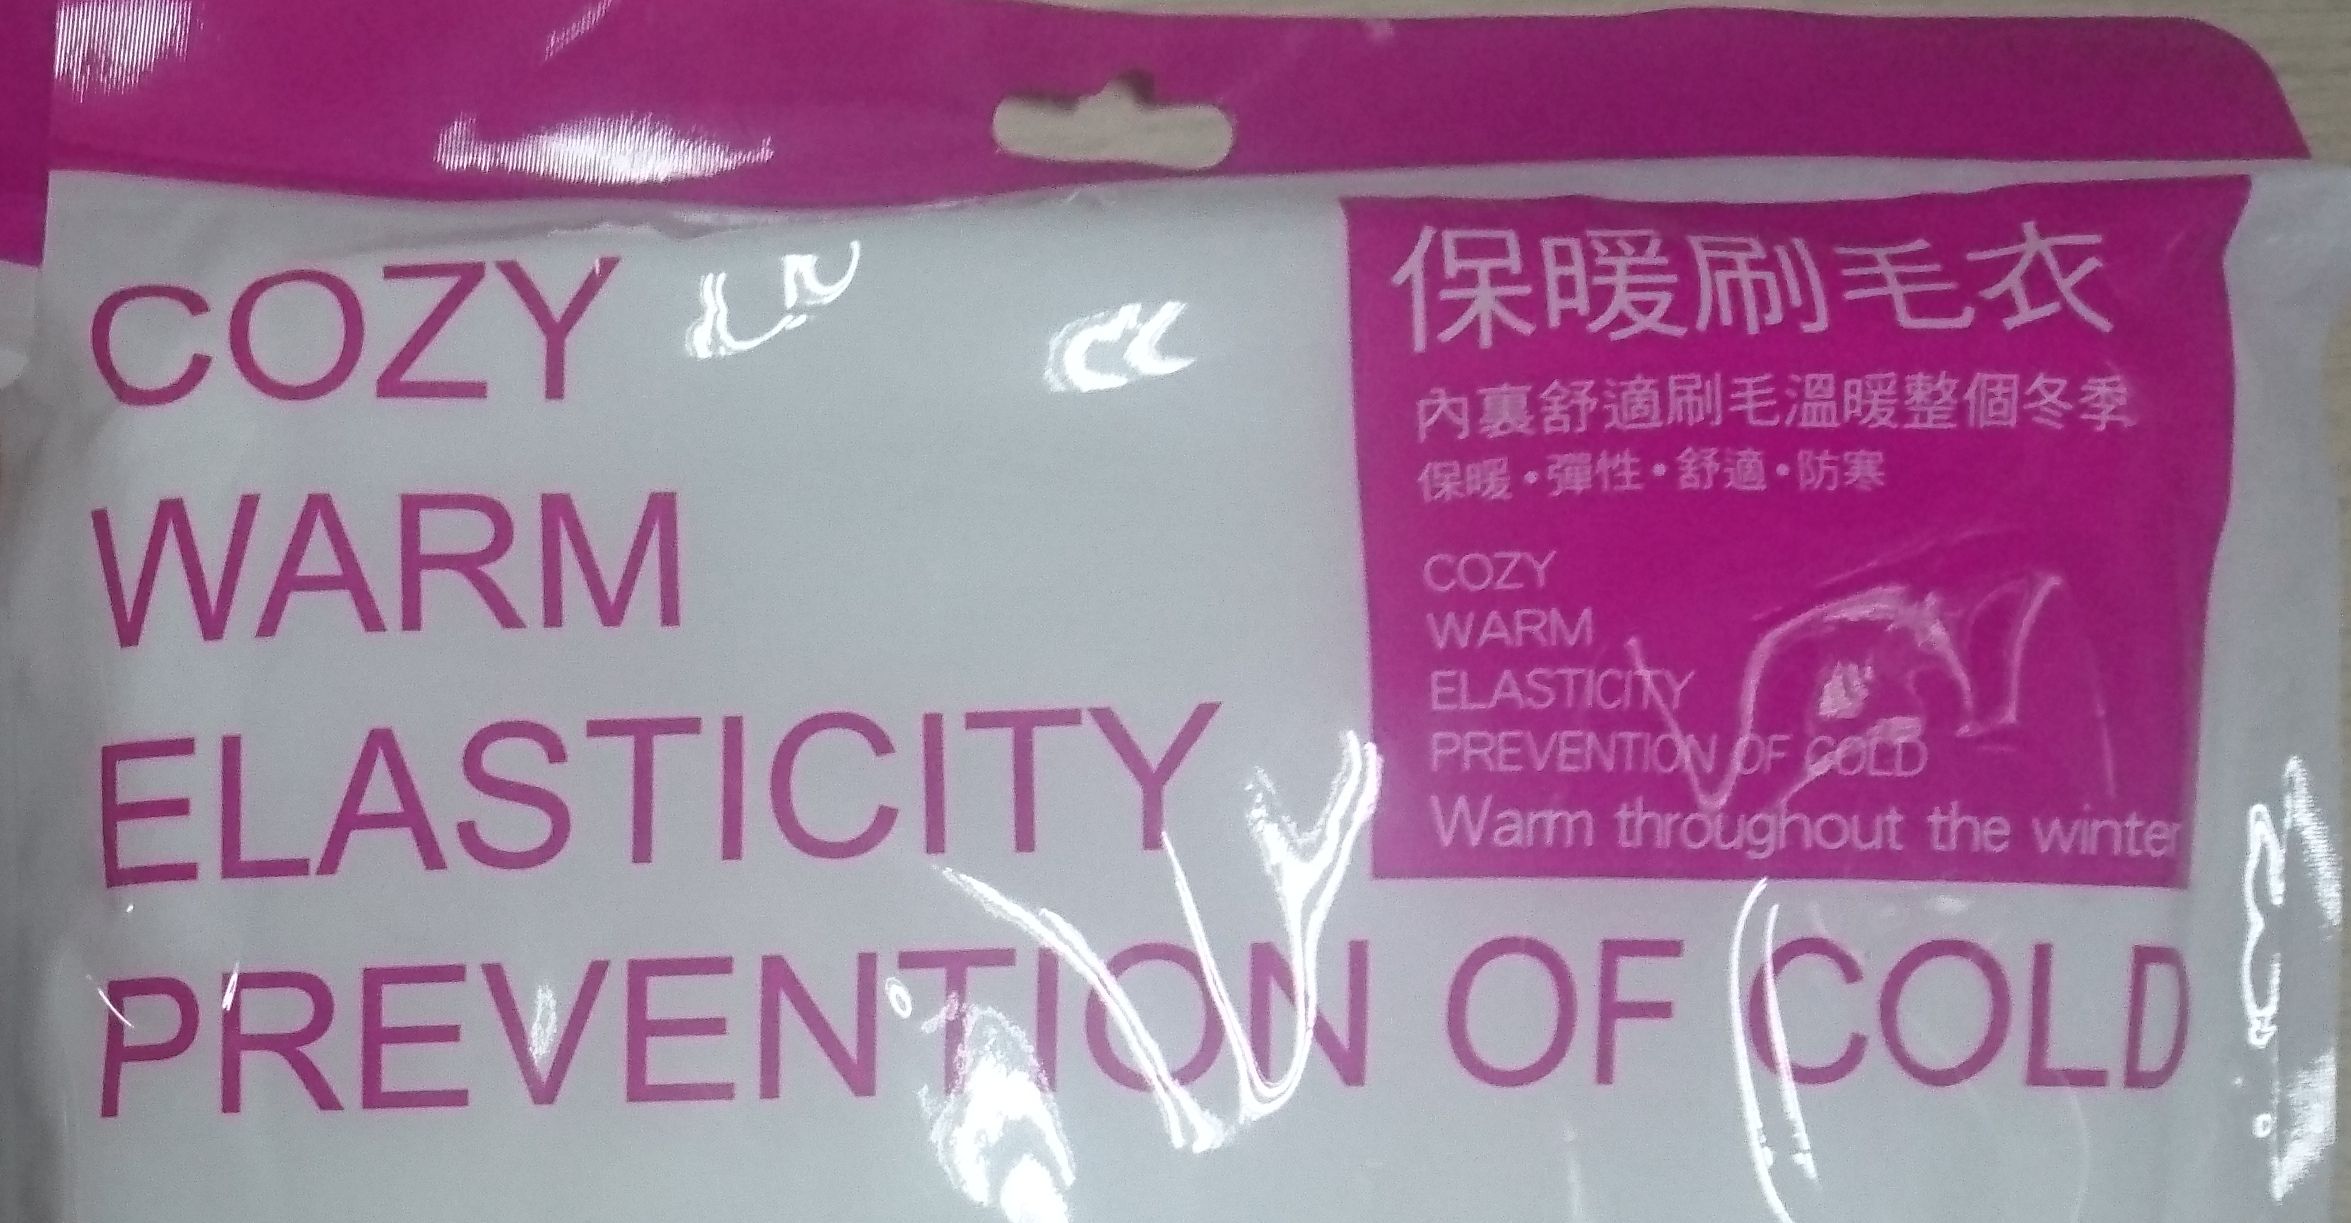 COZY
WARM
ELASTICITY
PREVENTION OF COLD
保暖刷毛衣
內裏舒適刷毛溫暖整個冬季
保暖・彈性・舒適・防寒
COZY
WARM
ELASTICITY
PREVENTION OF COLD
Warm throughout the winter